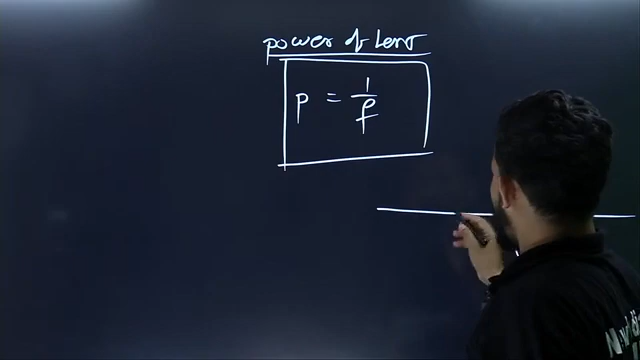 power of lens
P = 1/f